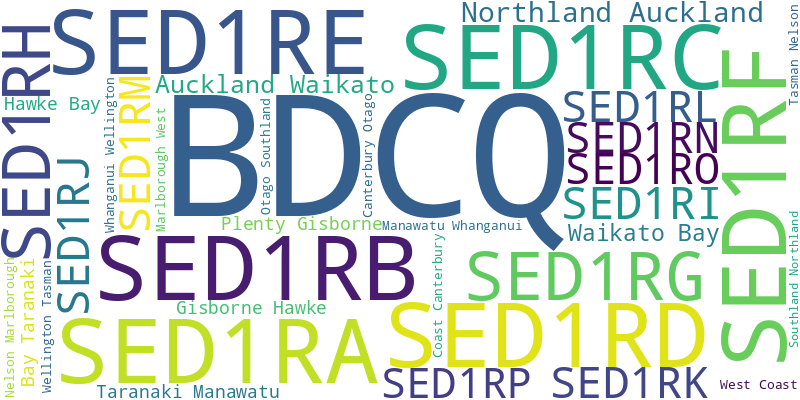 SED1RE
Northland Auckland
SED1RC
Tasman Nelson
SED1RH
Auckland Waikato
Hawke Bay
Whanganui Wellington
SED1RM
Marlborough West
BDCQ
Otago Southland
Canterbury Otago
SED1RL
SED1RN
SED1RO
SED1RF
SED1RJ
SED1RI
Plenty Gisborne
Manawatu Whanganui
Waikato Bay
Southland Northland
SED1RB
Coast Canterbury
SED1RG
Nelson Marlborough
Bay Taranaki
Wellington Tasman
Gisborne Hawke
SED1RA
SED1RD
Taranaki Manawatu
SED1RP
SED1RK
West Coast